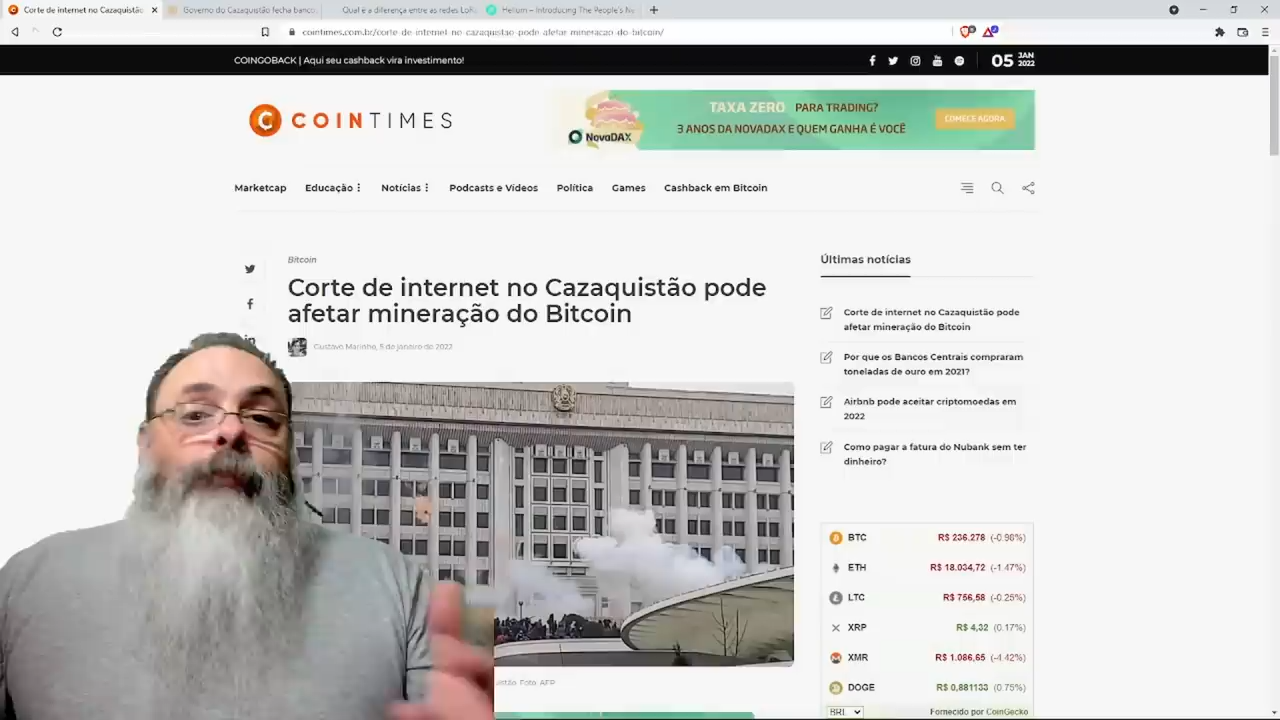 Corte de internet no Cazaquistão
Governo do Cazaquistão fecha banco
Qual é a diferença entre as redes LoR
Helium – Introducing The People's Ne
cointimes.com.br/corte-de-internet-no-cazaquistao-pode-afetar-mineracao-do-bitcoin/
COINGOBACK | Aqui seu cashback vira investimento!
05 JAN 2022
COINTIMES
NovaDAX
TAXA ZERO PARA TRADING?
3 ANOS DA NOVADAX E QUEM GANHA É VOCÊ
COMECE AGORA
Marketcap Educação Notícias Podcasts e Vídeos Política Games Cashback em Bitcoin
Bitcoin
Corte de internet no Cazaquistão pode
afetar mineração do Bitcoin
Gustavo Marinho, 5 de janeiro de 2022
Últimas notícias
Corte de internet no Cazaquistão pode
afetar mineração do Bitcoin
Por que os Bancos Centrais compraram
toneladas de ouro em 2021?
Airbnb pode aceitar criptomoedas em
2022
Como pagar a fatura do Nubank sem ter
dinheiro?
BTC R$ 236.278 (-0.98%)
ETH R$ 18.034,72 (-1.47%)
LTC R$ 756,58 (-0.25%)
XRP R$ 4,32 (0.17%)
XMR R$ 1.086,65 (-4.42%)
DOGE R$ 0,881133 (0.75%)
BRL Fornecido por CoinGecko
Foto: AFP